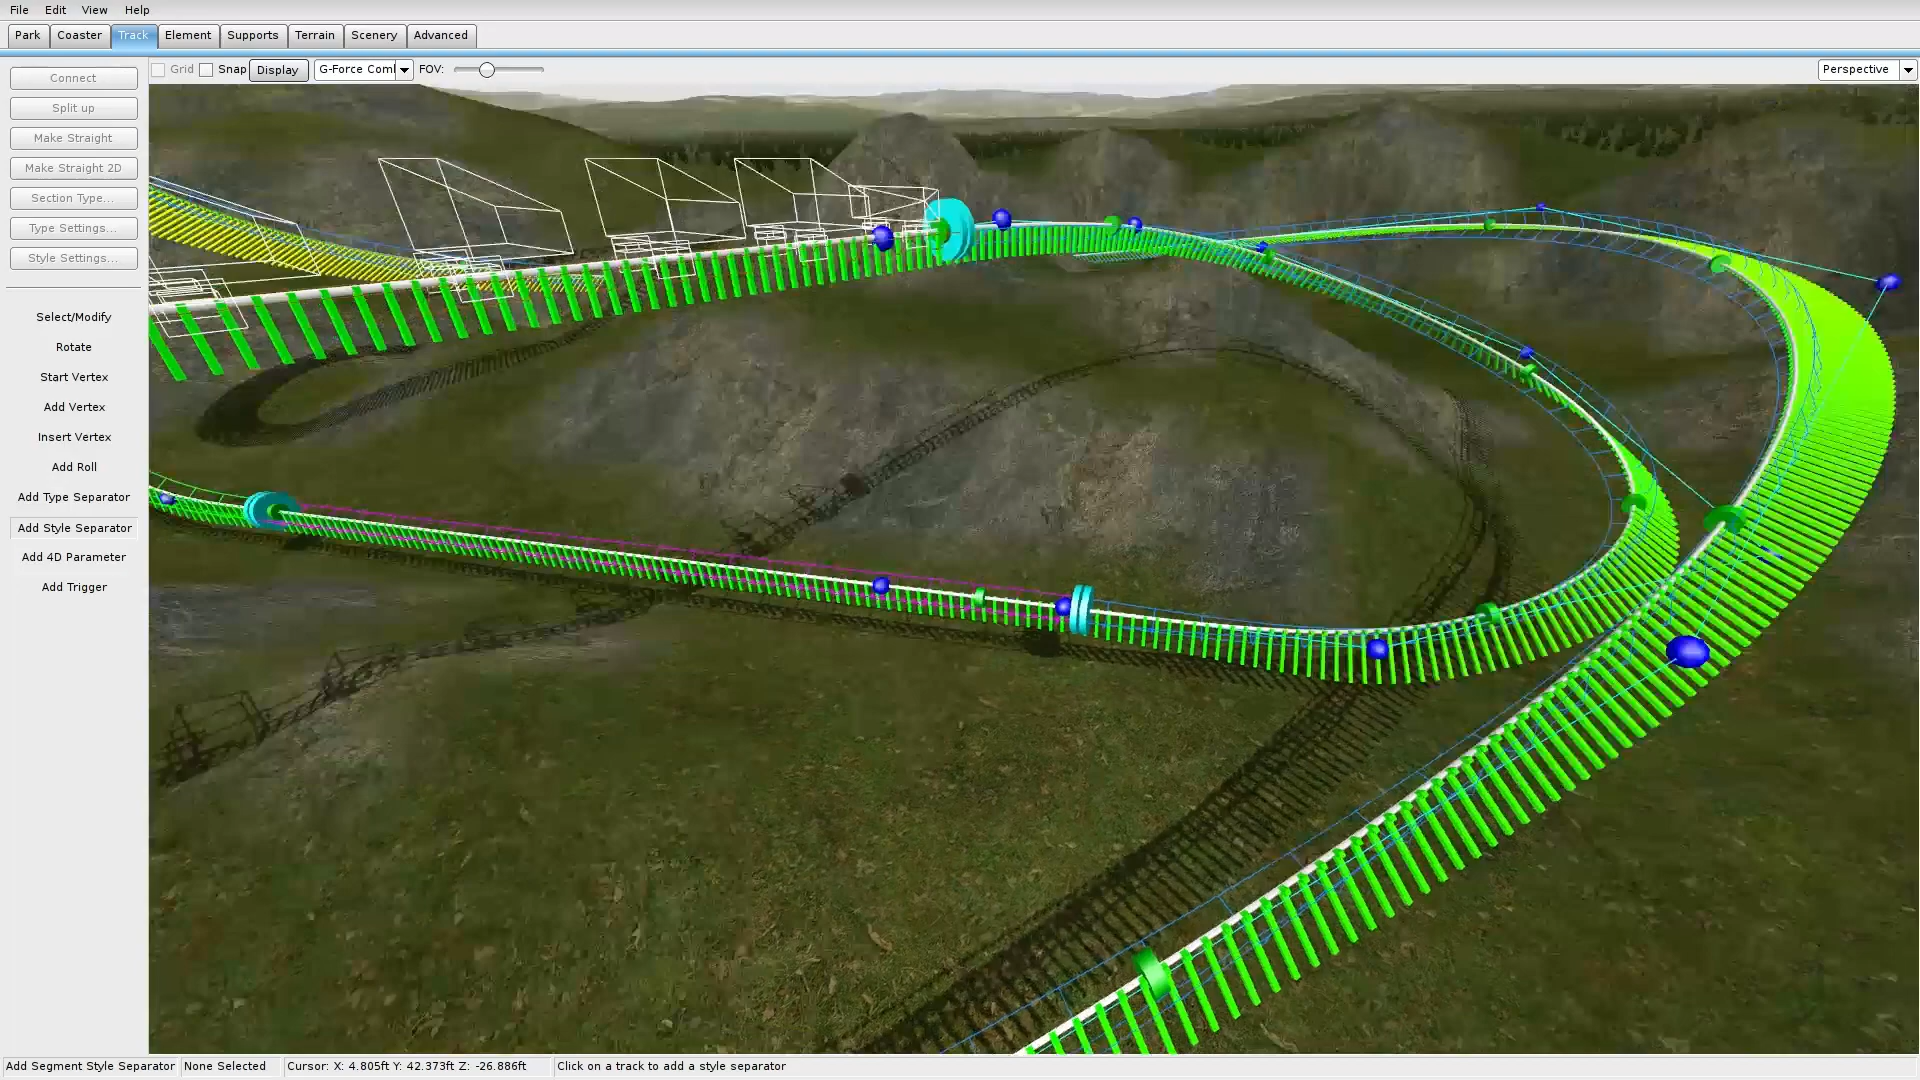 File Edit View Help
Park Coaster Track Element Supports Terrain Scenery Advanced
Grid Snap Display G-Force Coml FOV: Perspective
Connect
Split up
Make Straight
Make Straight 2D
Section Type...
Type Settings...
Style Settings...
Select/Modify
Rotate
Start Vertex
Add Vertex
Insert Vertex
Add Roll
Add Type Separator
Add Style Separator
Add 4D Parameter
Add Trigger
Add Segment Style Separator None Selected Cursor: X: 4.805ft Y: 42.373ft Z: -26.886ft Click on a track to add a style separator